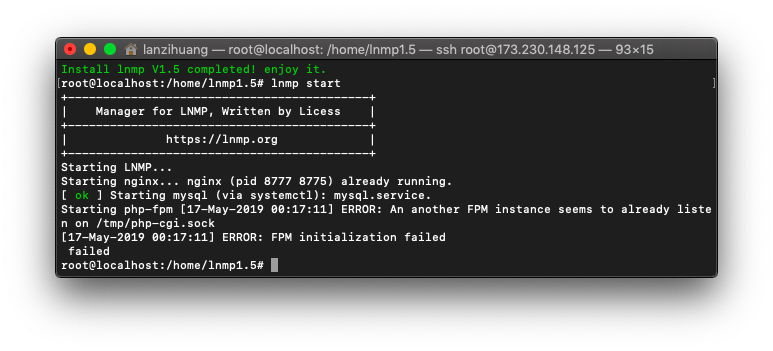 lanzihuang — root@localhost: /home/lnmp1.5 — ssh root@173.230.148.125 — 93×15
Install lnmp V1.5 completed! enjoy it.
[root@localhost:/home/lnmp1.5# lnmp start ]
+------------------------------------------+
| Manager for LNMP, Written by Licess |
+------------------------------------------+
| https://lnmp.org |
+------------------------------------------+
Starting LNMP...
Starting nginx... nginx (pid 8777 8775) already running.
[ ok ] Starting mysql (via systemctl): mysql.service.
Starting php-fpm [17-May-2019 00:17:11] ERROR: An another FPM instance seems to already liste
n on /tmp/php-cgi.sock
[17-May-2019 00:17:11] ERROR: FPM initialization failed
failed
root@localhost:/home/lnmp1.5#